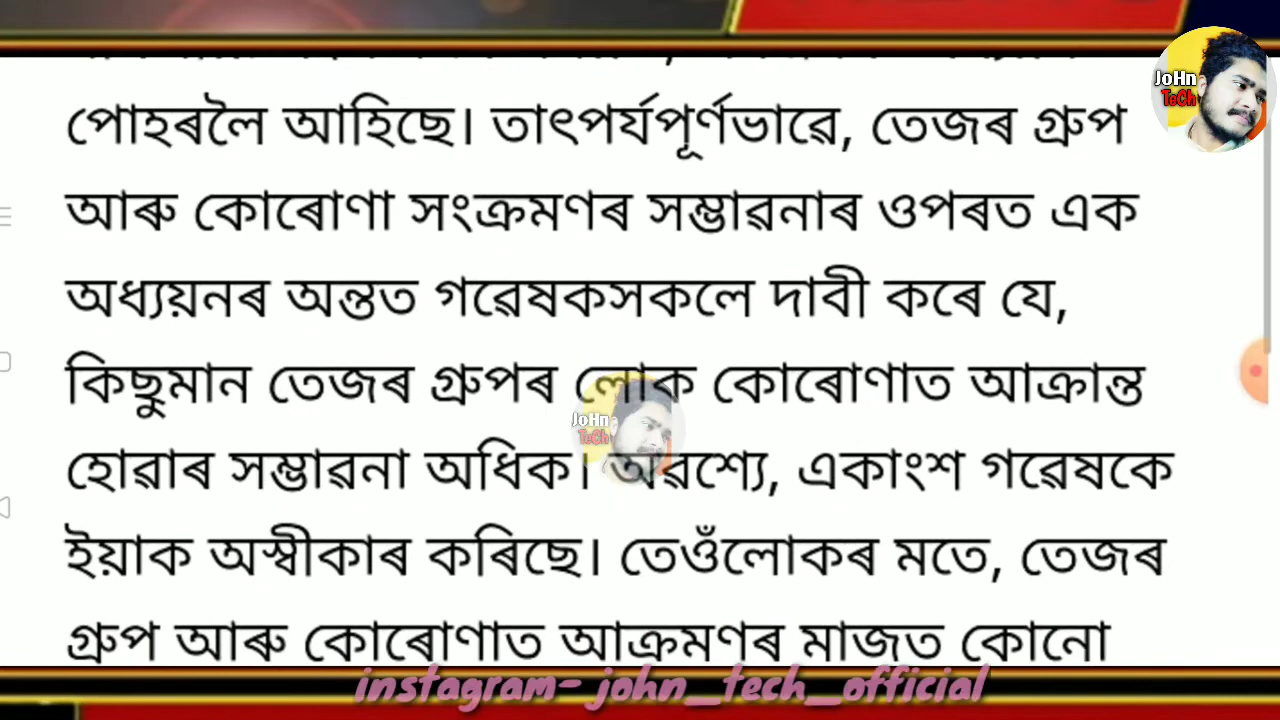 পোহৰলৈ আহিছে। তাৎপৰ্যপূৰ্ণভাৱে, তেজৰ গ্ৰুপ
আৰু কোৰোণা সংক্ৰমণৰ সম্ভাৱনাৰ ওপৰত এক
অধ্যয়নৰ অন্তত গৱেষকসকলে দাবী কৰে যে,
কিছুমান তেজৰ গ্ৰুপৰ লোক কোৰোণাত আক্ৰান্ত
হোৱাৰ সম্ভাৱনা অধিক। অৱশ্যে, একাংশ গৱেষকে
ইয়াক অস্বীকাৰ কৰিছে। তেওঁলোকৰ মতে, তেজৰ
গ্ৰুপ আৰু কোৰোণাত আক্ৰমণৰ মাজত কোনো
JoHn
TeCh
JoHn
TeCh
instagram- john_tech_official